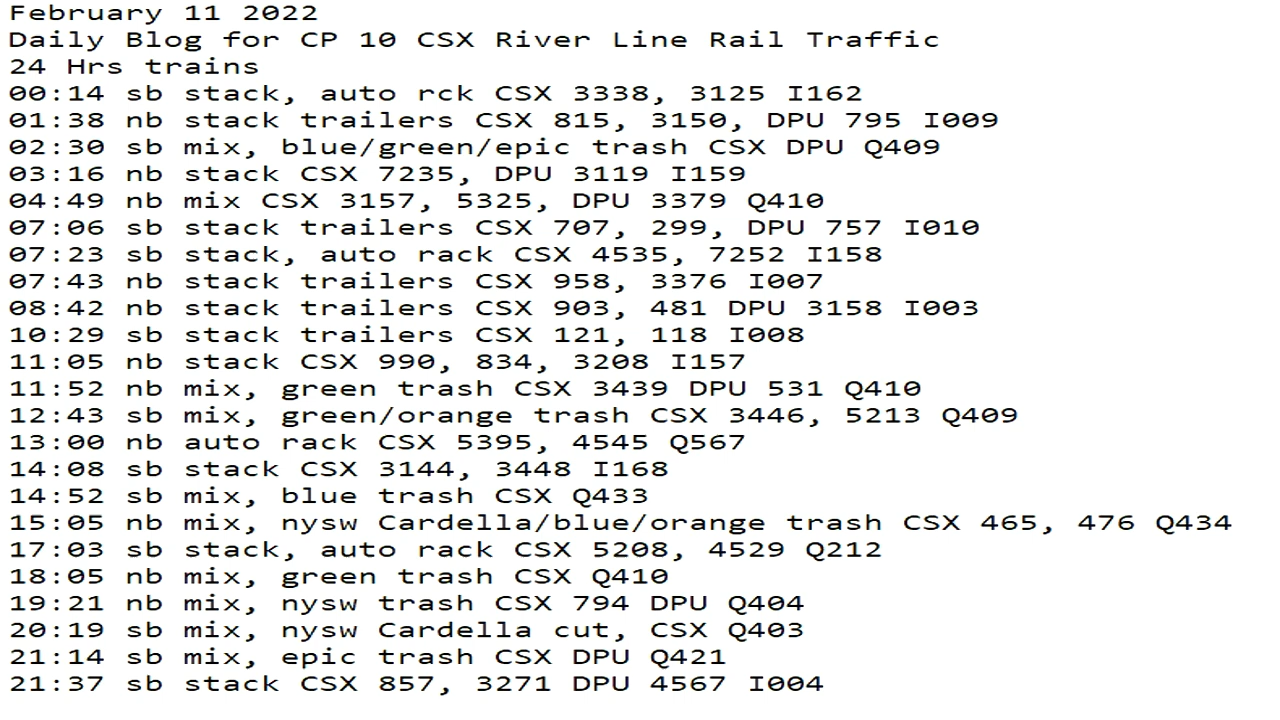 February 11 2022
Daily Blog for CP 10 CSX River Line Rail Traffic
24 Hrs trains
00:14 sb stack, auto rck CSX 3338, 3125 I162
01:38 nb stack trailers CSX 815, 3150, DPU 795 I009
02:30 sb mix, blue/green/epic trash CSX DPU Q409
03:16 nb stack CSX 7235, DPU 3119 I159
04:49 nb mix CSX 3157, 5325, DPU 3379 Q410
07:06 sb stack trailers CSX 707, 299, DPU 757 I010
07:23 sb stack, auto rack CSX 4535, 7252 I158
07:43 nb stack trailers CSX 958, 3376 I007
08:42 nb stack trailers CSX 903, 481 DPU 3158 I003
10:29 sb stack trailers CSX 121, 118 I008
11:05 nb stack CSX 990, 834, 3208 I157
11:52 nb mix, green trash CSX 3439 DPU 531 Q410
12:43 sb mix, green/orange trash CSX 3446, 5213 Q409
13:00 nb auto rack CSX 5395, 4545 Q567
14:08 sb stack CSX 3144, 3448 I168
14:52 sb mix, blue trash CSX Q433
15:05 nb mix, nysw Cardella/blue/orange trash CSX 465, 476 Q434
17:03 sb stack, auto rack CSX 5208, 4529 Q212
18:05 nb mix, green trash CSX Q410
19:21 nb mix, nysw trash CSX 794 DPU Q404
20:19 sb mix, nysw Cardella cut, CSX Q403
21:14 sb mix, epic trash CSX DPU Q421
21:37 sb stack CSX 857, 3271 DPU 4567 I004